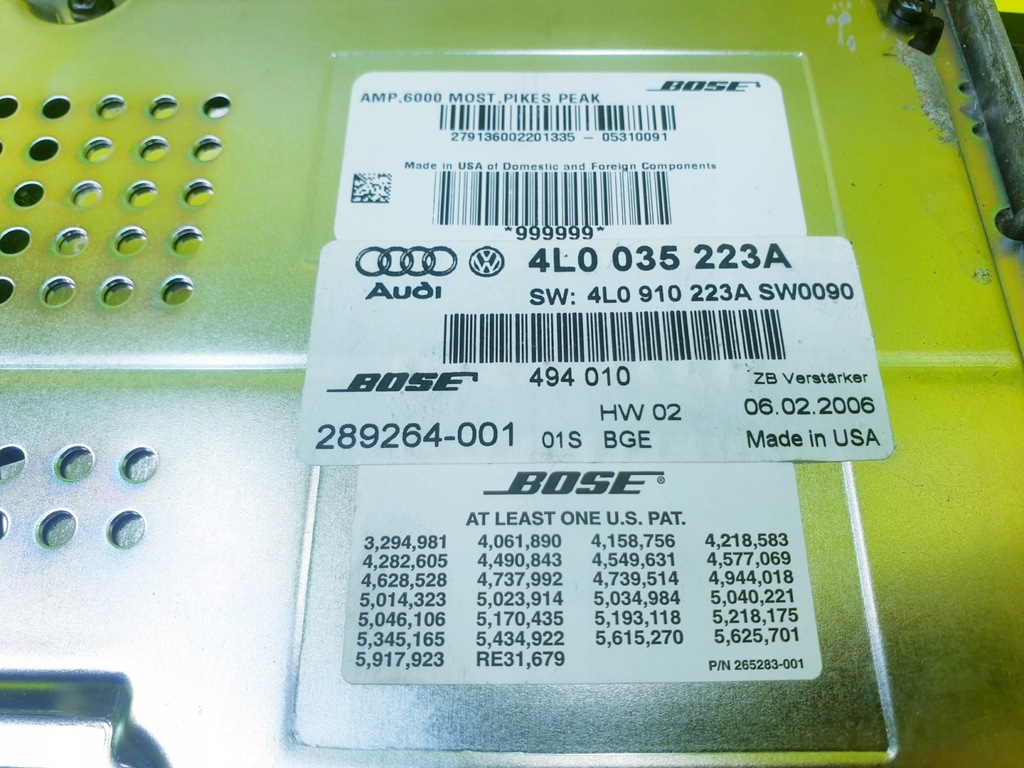 BOSE
AMP.6000 MOST.PIKES PEAK
279136002201335 - 05310091
Made in USA of Domestic and Foreign Components
*999999*
Audi
4L0 035 223A
SW: 4L0 910 223A SW0090
BOSE 494 010 ZB Verstärker
HW 02 06.02.2006
289264-001 01S BGE Made in USA
BOSE®
AT LEAST ONE U.S. PAT.
3,294,981 4,061,890 4,158,756 4,218,583
4,282,605 4,490,843 4,549,631 4,577,069
4,628,528 4,737,992 4,739,514 4,944,018
5,014,323 5,023,914 5,034,984 5,040,221
5,046,106 5,170,435 5,193,118 5,218,175
5,345,165 5,434,922 5,615,270 5,625,701
5,917,923 RE31,679 P/N 265283-001